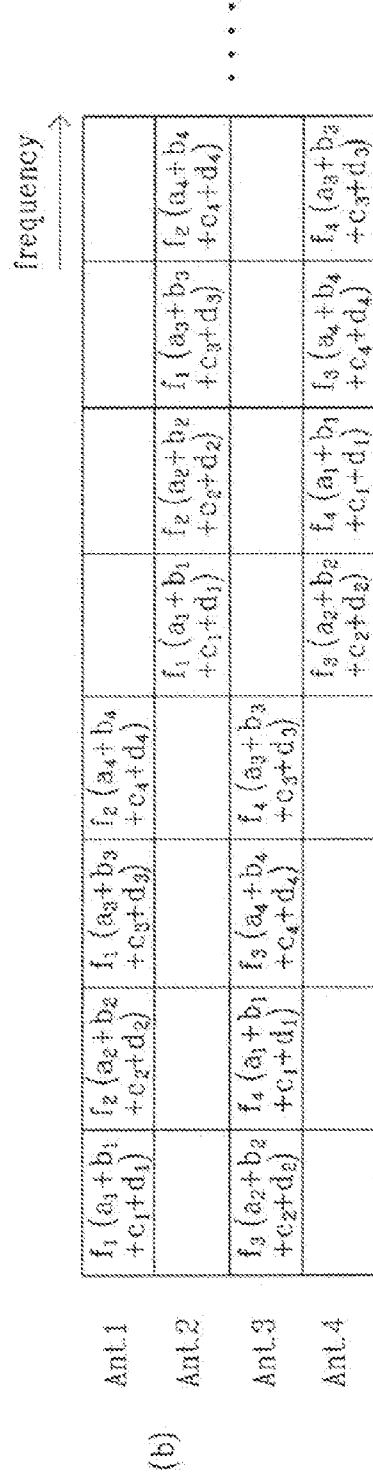 frequency
(b)
Ant.1
f1 (a1+b1
+c1+d1)
f2 (a2+b2
+c2+d2)
f1 (a3+b3
+c3+d3)
f2 (a4+b4
+c4+d4)
Ant.2
f1 (a1+b1
+c1+d1)
f2 (a2+b2
+c2+d2)
f1 (a3+b3
+c3+d3)
f2 (a4+b4
+c4+d4)
Ant.3
f3 (a2+b2
+c2+d2)
f4 (a1+b1
+c1+d1)
f3 (a4+b4
+c4+d4)
f4 (a3+b3
+c3+d3)
Ant.4
f3 (a2+b2
+c2+d2)
f4 (a1+b1
+c1+d1)
f3 (a4+b4
+c4+d4)
f4 (a3+b3
+c3+d3)